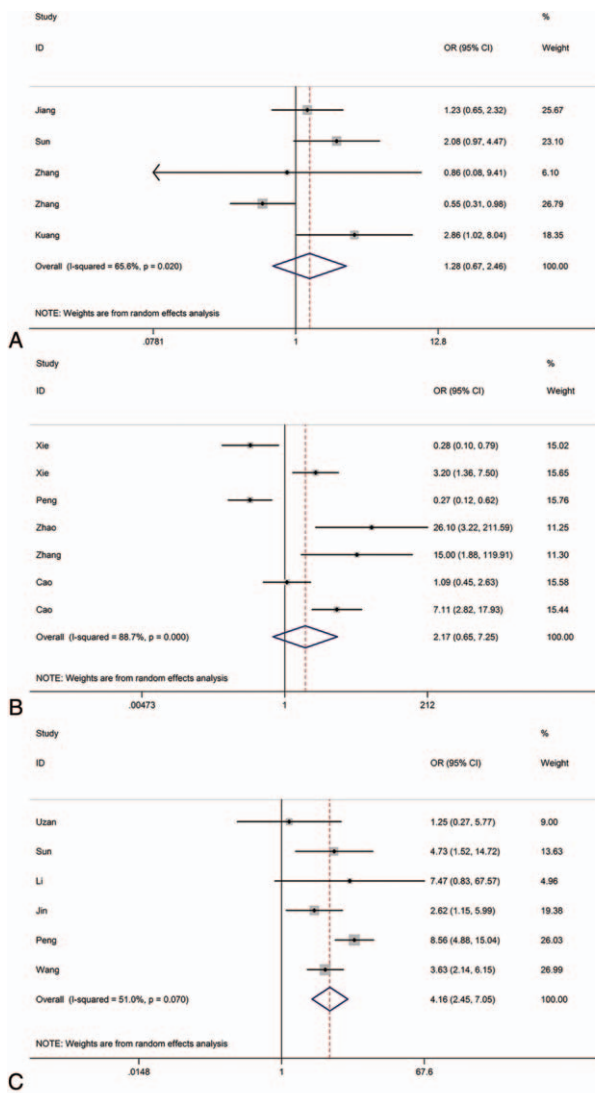 Study %
ID OR (95% CI) Weight
Jiang 1.23 (0.65, 2.32) 25.67
Sun 2.08 (0.97, 4.47) 23.10
Zhang 0.86 (0.08, 9.41) 6.10
Zhang 0.55 (0.31, 0.98) 26.79
Kuang 2.86 (1.02, 8.04) 18.35
Overall (I-squared = 65.6%, p = 0.020) 1.28 (0.67, 2.46) 100.00
NOTE: Weights are from random effects analysis
A
.0781 1 12.8
Study %
ID OR (95% CI) Weight
Xie 0.28 (0.10, 0.79) 15.02
Xie 3.20 (1.36, 7.50) 15.65
Peng 0.27 (0.12, 0.62) 15.76
Zhao 26.10 (3.22, 211.59) 11.25
Zhang 15.00 (1.88, 119.91) 11.30
Cao 1.09 (0.45, 2.63) 15.58
Cao 7.11 (2.82, 17.93) 15.44
Overall (I-squared = 88.7%, p = 0.000) 2.17 (0.65, 7.25) 100.00
NOTE: Weights are from random effects analysis
B
.00473 1 212
Study %
ID OR (95% CI) Weight
Uzan 1.25 (0.27, 5.77) 9.00
Sun 4.73 (1.52, 14.72) 13.63
Li 7.47 (0.83, 67.57) 4.96
Jin 2.62 (1.15, 5.99) 19.38
Peng 8.56 (4.88, 15.04) 26.03
Wang 3.63 (2.14, 6.15) 26.99
Overall (I-squared = 51.0%, p = 0.070) 4.16 (2.45, 7.05) 100.00
NOTE: Weights are from random effects analysis
C
.0148 1 67.6